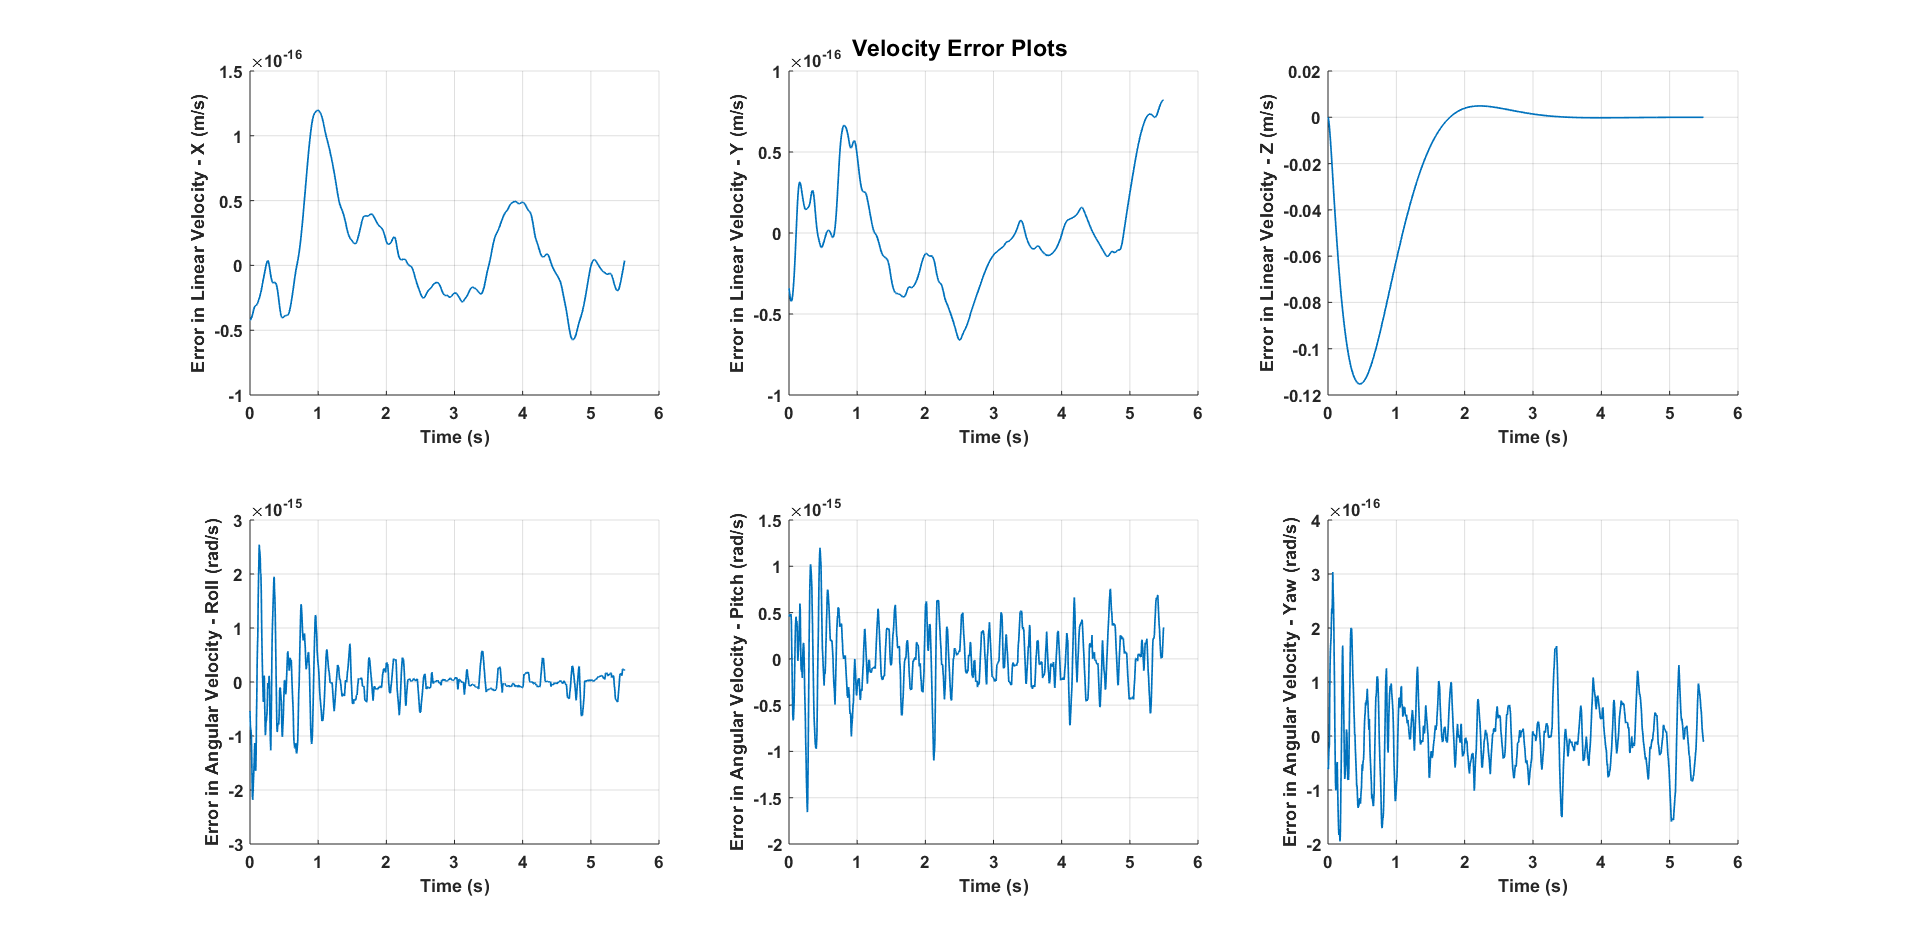 Velocity Error Plots
×10-16
1.5
1
0.5
0
-0.5
-1
0 1 2 3 4 5 6
Time (s)
Error in Linear Velocity - X (m/s)
×10-16
1
0.5
0
-0.5
-1
0 1 2 3 4 5 6
Time (s)
Error in Linear Velocity - Y (m/s)
0.02
0
-0.02
-0.04
-0.06
-0.08
-0.1
-0.12
0 1 2 3 4 5 6
Time (s)
Error in Linear Velocity - Z (m/s)
×10-15
3
2
1
0
-1
-2
-3
0 1 2 3 4 5 6
Time (s)
Error in Angular Velocity - Roll (rad/s)
×10-15
1.5
1
0.5
0
-0.5
-1
-1.5
-2
0 1 2 3 4 5 6
Time (s)
Error in Angular Velocity - Pitch (rad/s)
×10-16
4
3
2
1
0
-1
-2
0 1 2 3 4 5 6
Time (s)
Error in Angular Velocity - Yaw (rad/s)